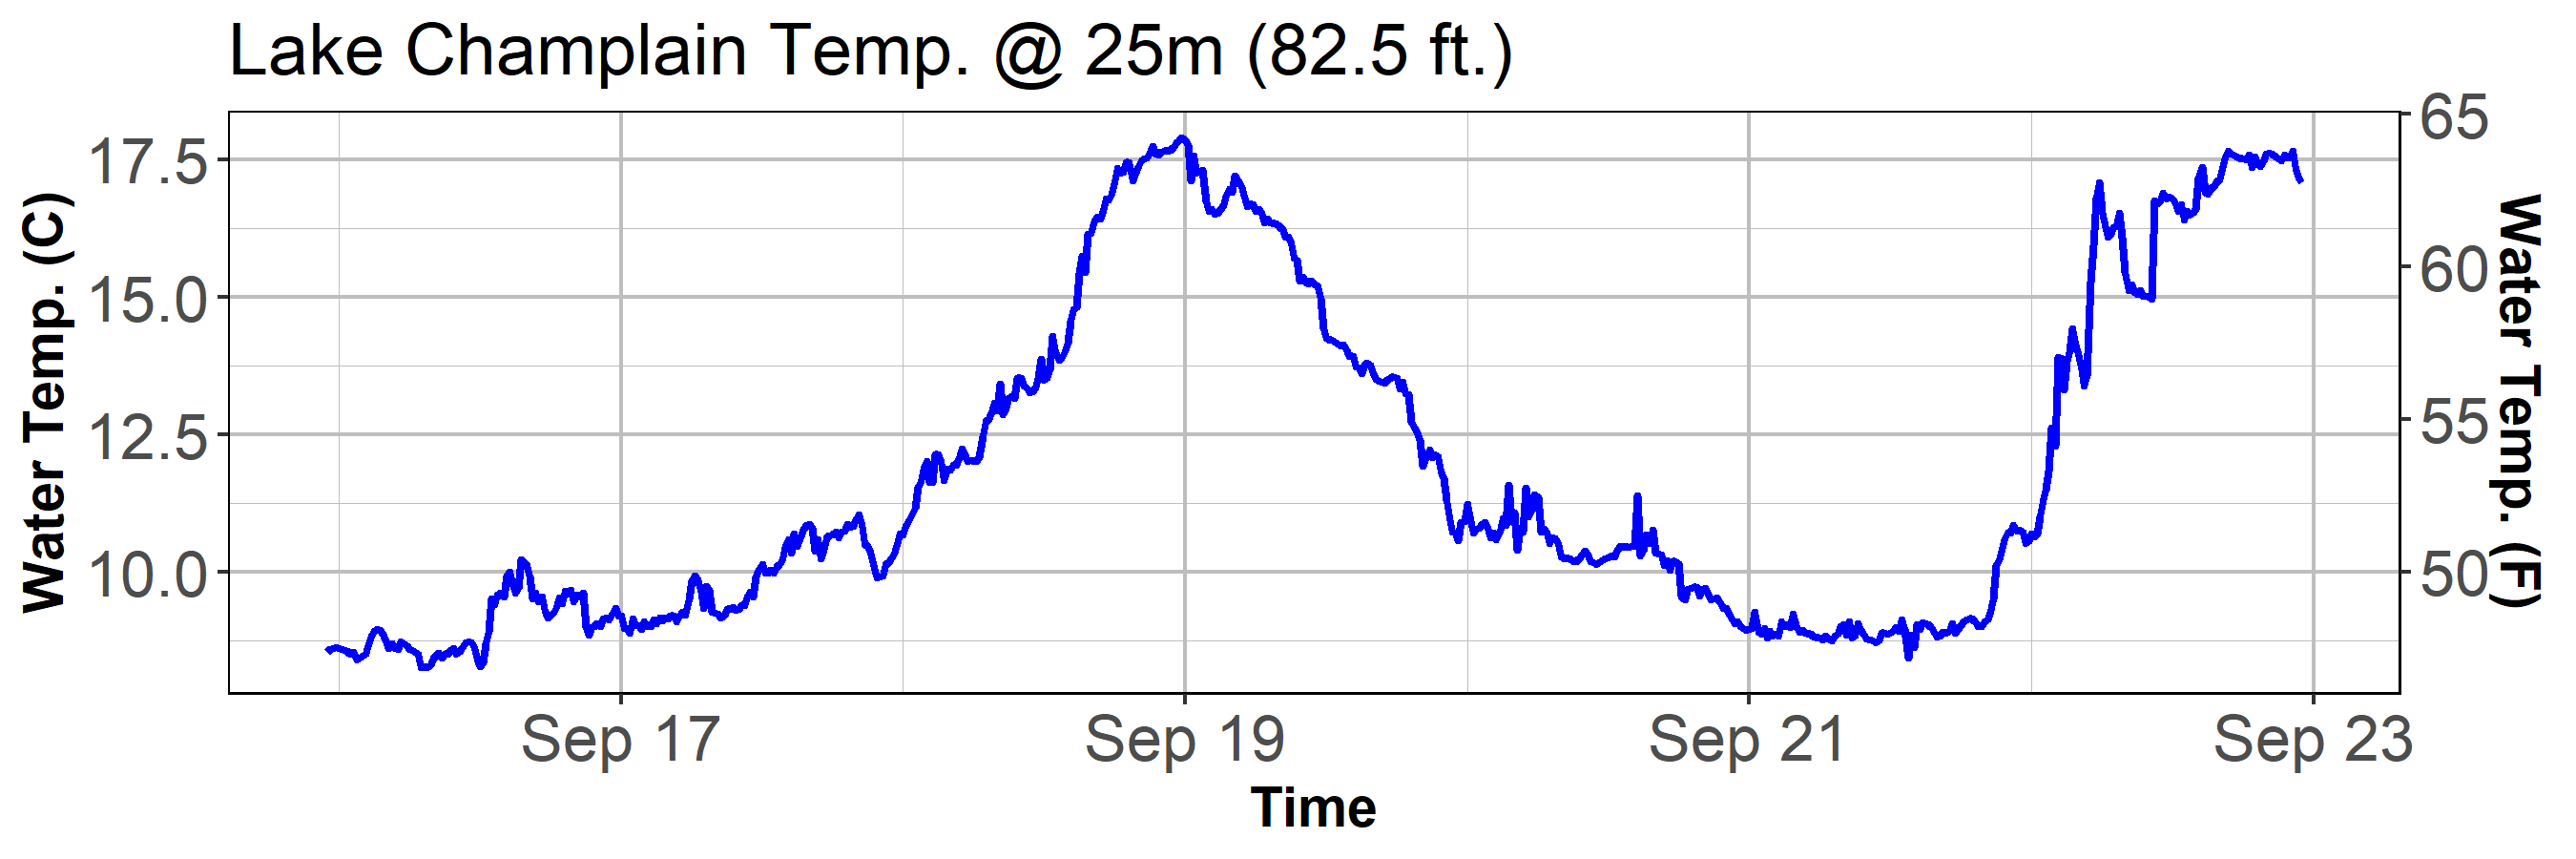 Lake Champlain Temp. @ 25m (82.5 ft.)
Water Temp. (C)
17.5
15.0
12.5
10.0
65
60
55
50
Water Temp. (F)
Sep 17
Sep 19
Sep 21
Sep 23
Time